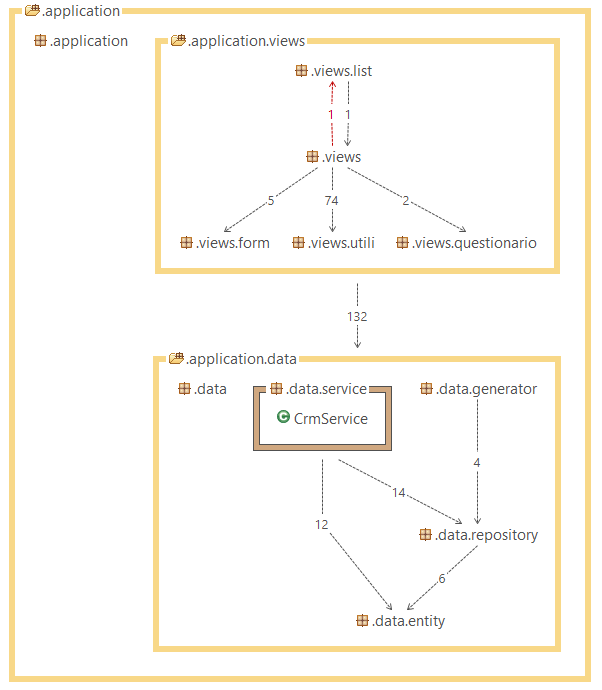 .application
.application
.application.views
.views.list
1
1
.views
5
74
2
.views.form
.views.utili
.views.questionario
132
.application.data
.data
.data.service
.data.generator
CrmService
4
14
12
.data.repository
6
.data.entity